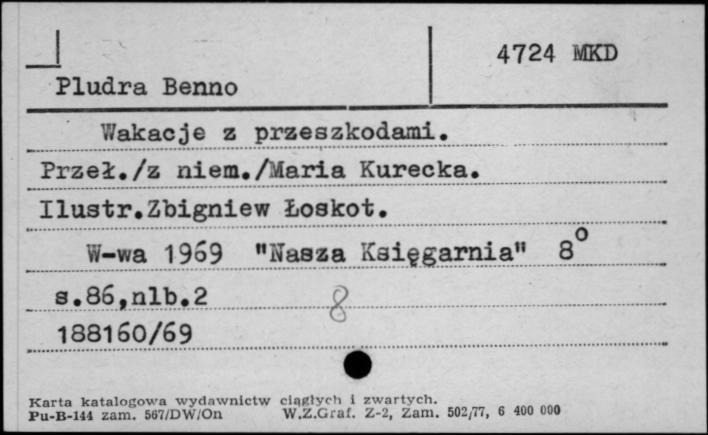 4724 MKD
Pludra Benno
Wakacje z przeszkodami.
Przeł./z niem./Maria Kurecka.
Ilustr.Zbigniew Łoskot.
W-wa 1969 "Nasza Księgarnia" 8°
s.86,nlb.2
8
188160/69
Karta katalogowa wydawnictw ciągłych i zwartych.
Pu-B-144 zam. 567/DW/On W.Z.Graf. Z-2, Zam. 502/77, 6 400 000